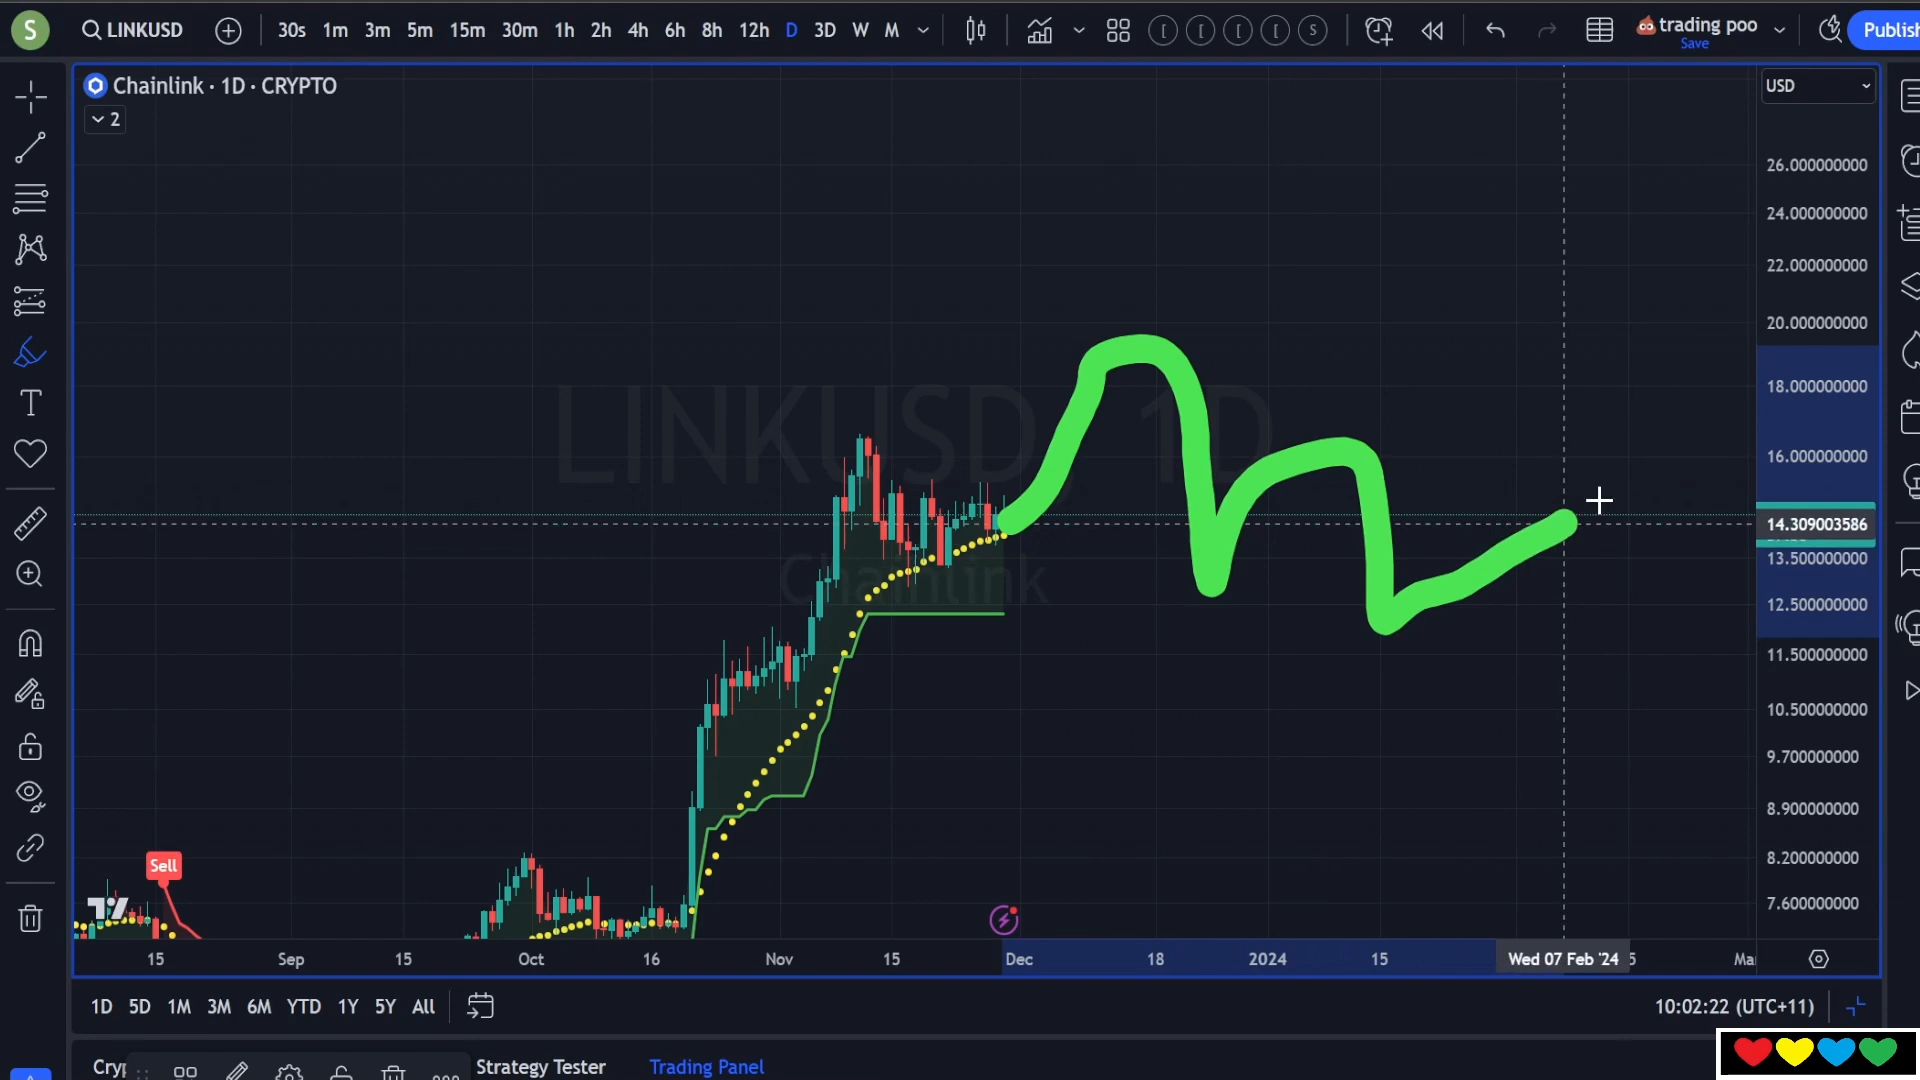 S
LINKUSD
30s 1m 3m 5m 15m 30m 1h 2h 4h 6h 8h 12h D 3D W M
S
trading poo
Save
Publish
Chainlink · 1D · CRYPTO
2
USD
26.000000000
24.000000000
22.000000000
20.000000000
18.000000000
16.000000000
14.309003586
13.500000000
12.500000000
11.500000000
10.500000000
9.700000000
8.900000000
8.200000000
7.600000000
LINKUSD, 1D
Chainlink
Sell
15 Sep 15 Oct 16 Nov 15 Dec 18 2024 15 Wed 07 Feb '24 5 Mar
1D 5D 1M 3M 6M YTD 1Y 5Y All
10:02:22 (UTC+11)
Strategy Tester
Trading Panel